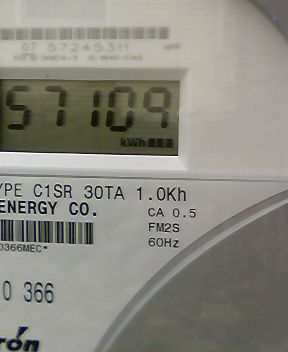 07 57245311
57109
kWh
YPE C1SR 30TA 1.0Kh
ENERGY CO.
CA 0.5
FM2S
60Hz
0366MEC*
0 366
ron